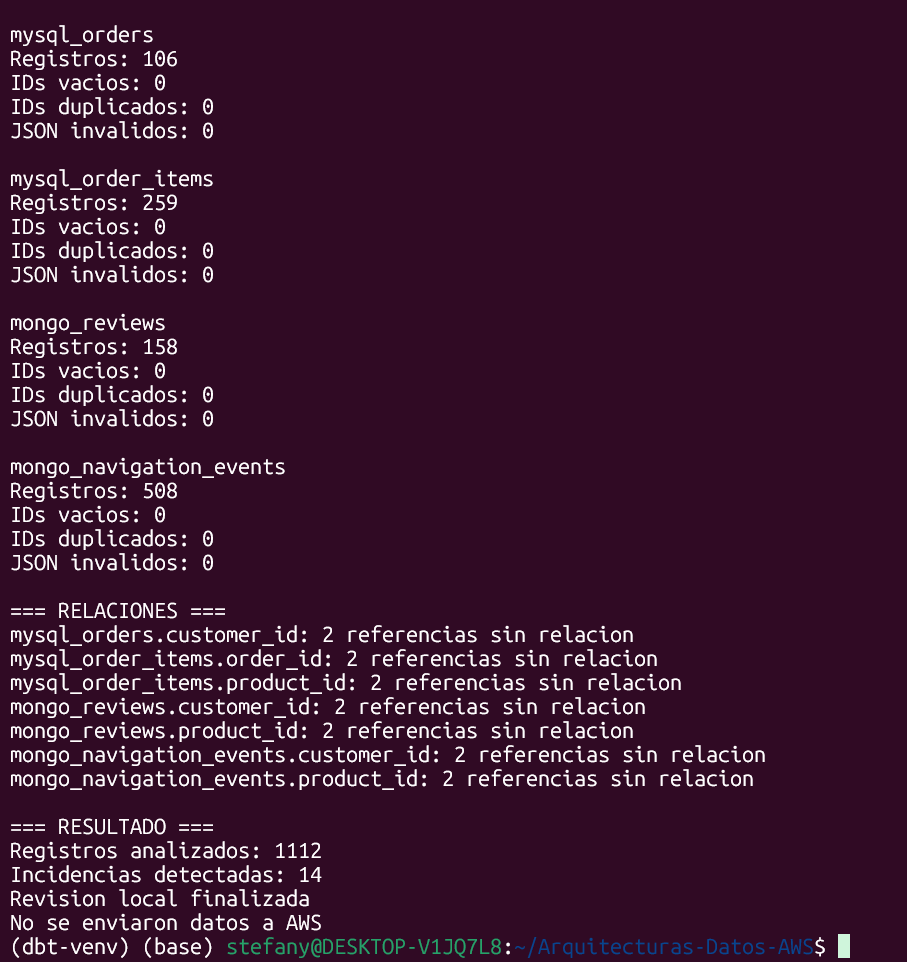 mysql_orders
Registros: 106
IDs vacios: 0
IDs duplicados: 0
JSON invalidos: 0
mysql_order_items
Registros: 259
IDs vacios: 0
IDs duplicados: 0
JSON invalidos: 0
mongo_reviews
Registros: 158
IDs vacios: 0
IDs duplicados: 0
JSON invalidos: 0
mongo_navigation_events
Registros: 508
IDs vacios: 0
IDs duplicados: 0
JSON invalidos: 0
=== RELACIONES ===
mysql_orders.customer_id: 2 referencias sin relacion
mysql_order_items.order_id: 2 referencias sin relacion
mysql_order_items.product_id: 2 referencias sin relacion
mongo_reviews.customer_id: 2 referencias sin relacion
mongo_reviews.product_id: 2 referencias sin relacion
mongo_navigation_events.customer_id: 2 referencias sin relacion
mongo_navigation_events.product_id: 2 referencias sin relacion
=== RESULTADO ===
Registros analizados: 1112
Incidencias detectadas: 14
Revision local finalizada
No se enviaron datos a AWS
(dbt-venv) (base) stefany@DESKTOP-V1JQ7L8:~/Arquitecturas-Datos-AWS$